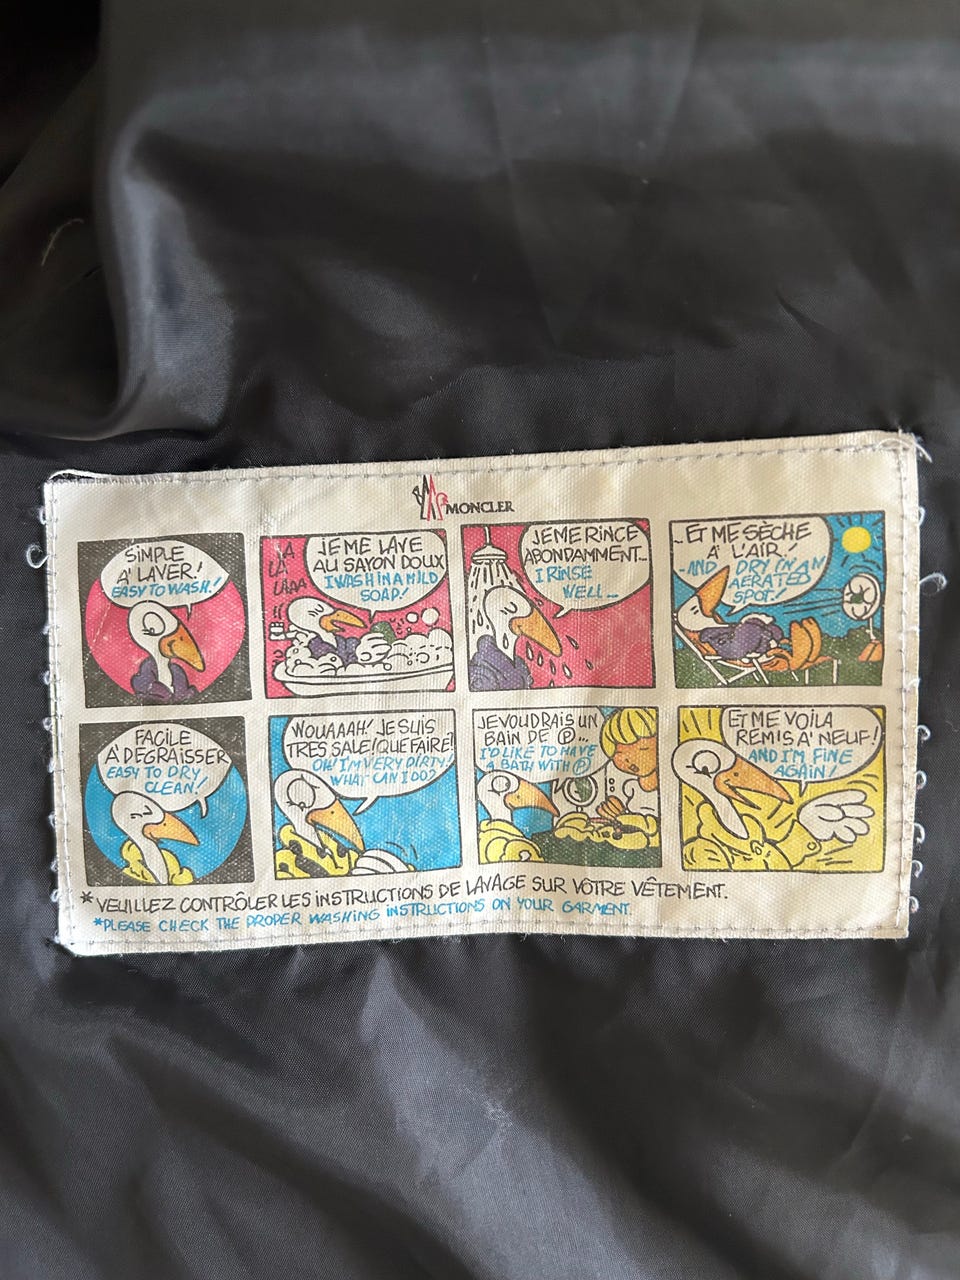 MONCLER
SIMPLE
A' LAVER!
EASY TO WASH!
LA
LA
LAAA
JE ME LAVE
AU SAYON DOUX
I WASH IN A MILD
SOAP!
JE ME RINCE
APONDAMMENT...
I RINSE
WELL...
..ET ME SÈCHE
A' L'AIR!
-AND I DRY IN AN
AERATED
SPOT!
FACILE
A' DEGRAISSER
EASY TO DRY
CLEAN!
WOUAAAH! JE SUIS
TRES SALE! QUE FAIRE?
OH! I'M VERY DIRTY!
WHAT CAN I DO?
JE VOUDRAIS UN
BAIN DE Ⓟ...
I'D LIKE TO HAVE
A BATH WITH Ⓟ
ET ME VOILA
REMIS A' NEUF!
AND I'M FINE
AGAIN!
* VEUILLEZ CONTRÔLER LES INSTRUCTIONS DE LAVAGE SUR VÒTRE VÊTEMENT.
*PLEASE CHECK THE PROPER WASHING INSTRUCTIONS ON YOUR GARMENT.